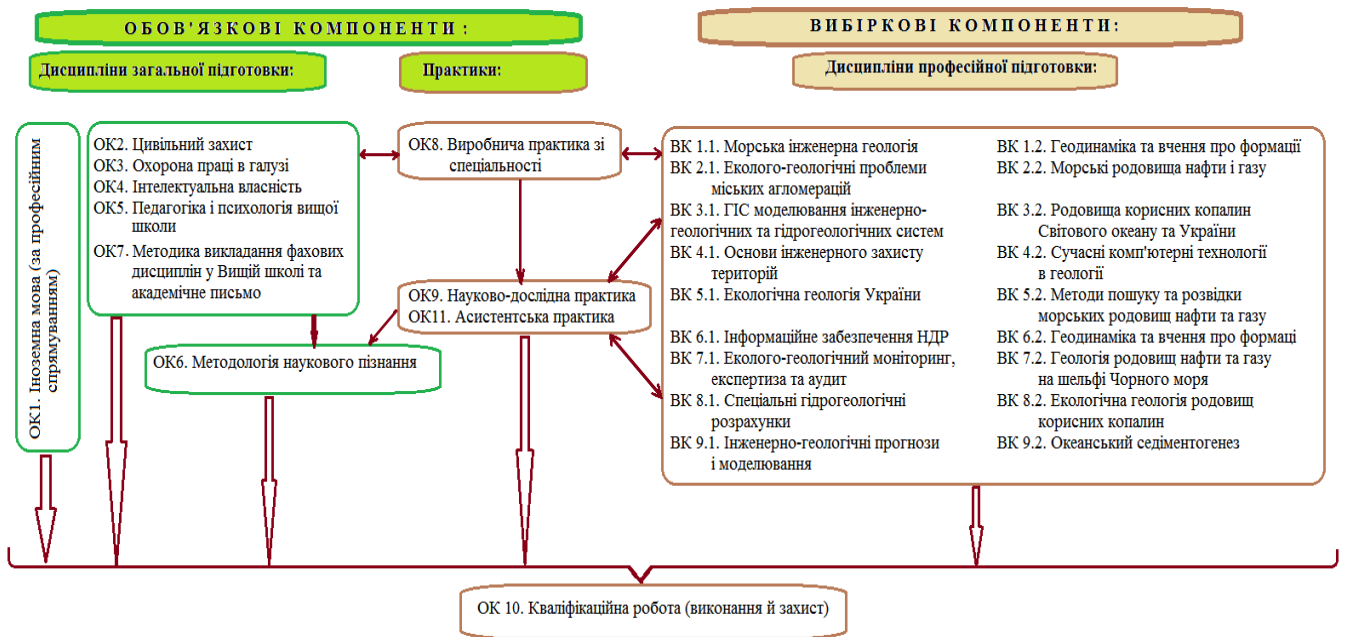 ОБОВ'ЯЗКОВІ КОМПОНЕНТИ:
ВИБІРКОВІ КОМПОНЕНТИ:
Дисципліни загальної підготовки:
Практики:
Дисципліни професійної підготовки:
ОК1. Іноземна мова (за професійним
спрямуванням)
ОК2. Цивільний захист
ОК3. Охорона праці в галузі
ОК4. Інтелектуальна власність
ОК5. Педагогіка і психологія вищої
школи
ОК7. Методика викладання фахових
дисциплін у Вищій школі та
академічне письмо
ОК6. Методологія наукового пізнання
ОК8. Виробнича практика зі
спеціальності
ОК9. Науково-дослідна практика
ОК11. Асистентська практика
ВК 1.1. Морська інженерна геологія
ВК 2.1. Еколого-геологічні проблеми
міських агломерацій
ВК 3.1. ГІС моделювання інженерно-
геологічних та гідрогеологічних систем
ВК 4.1. Основи інженерного захисту
територій
ВК 5.1. Екологічна геологія України
ВК 6.1. Інформаційне забезпечення НДР
ВК 7.1. Еколого-геологічний моніторинг,
експертиза та аудит
ВК 8.1. Спеціальні гідрогеологічні
розрахунки
ВК 9.1. Інженерно-геологічні прогнози
і моделювання
ВК 1.2. Геодинаміка та вчення про формації
ВК 2.2. Морські родовища нафти і газу
ВК 3.2. Родовища корисних копалин
Світового океану та України
ВК 4.2. Сучасні комп'ютерні технології
в геології
ВК 5.2. Методи пошуку та розвідки
морських родовищ нафти та газу
ВК 6.2. Геодинаміка та вчення про формаці
ВК 7.2. Геологія родовищ нафти та газу
на шельфі Чорного моря
ВК 8.2. Екологічна геологія родовищ
корисних копалин
ВК 9.2. Океанський седіментогенез
ОК 10. Кваліфікаційна робота (виконання й захист)